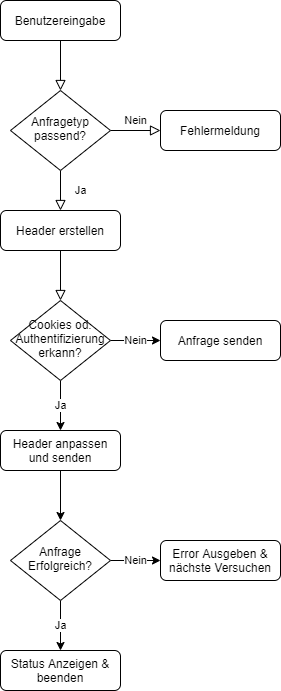 Benutzereingabe
Anfragetyp
passend?
Nein
Fehlermeldung
Ja
Header erstellen
Cookies od.
Authentifizierung
erkann?
Nein
Anfrage senden
Ja
Header anpassen
und senden
Anfrage
Erfolgreich?
Nein
Error Ausgeben &
nächste Versuchen
Ja
Status Anzeigen &
beenden